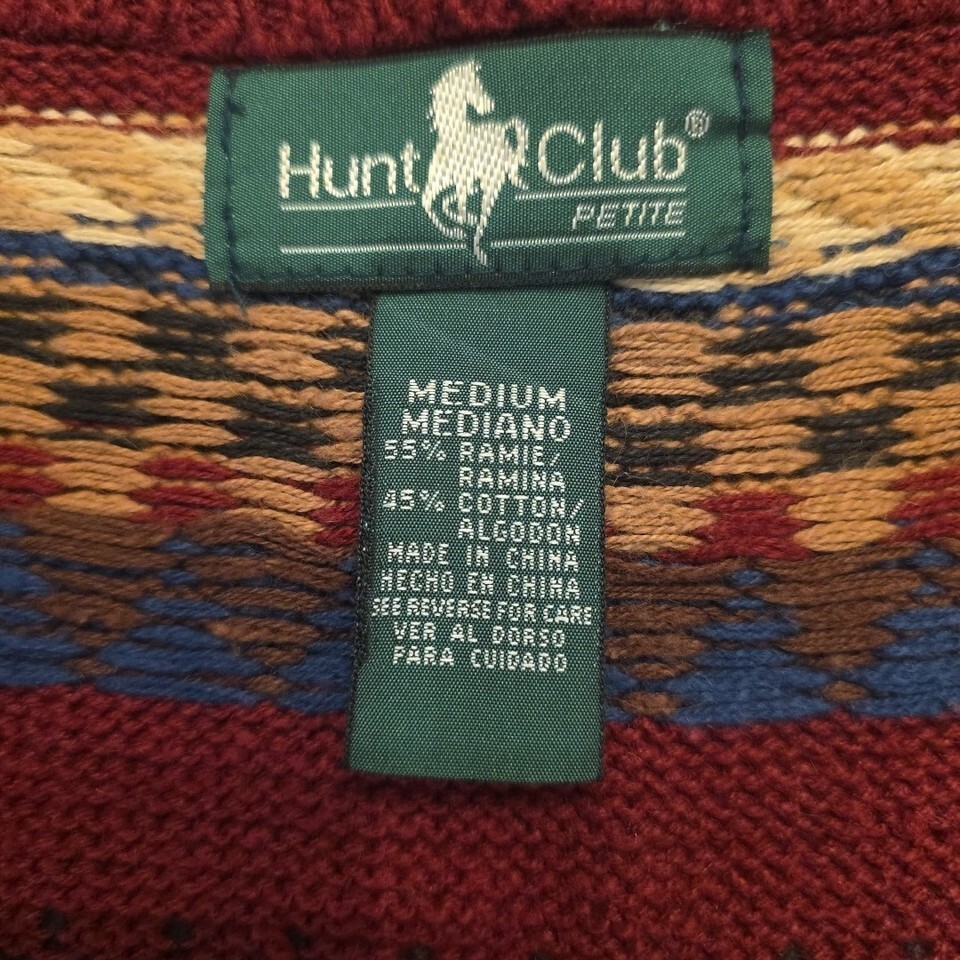 Hunt Club®
PETITE
MEDIUM
MEDIANO
55% RAMIE/
RAMINA
45% COTTON/
ALGODON
MADE IN CHINA
HECHO EN CHINA
SEE REVERSE FOR CARE
VER AL DORSO
PARA CUIDADO